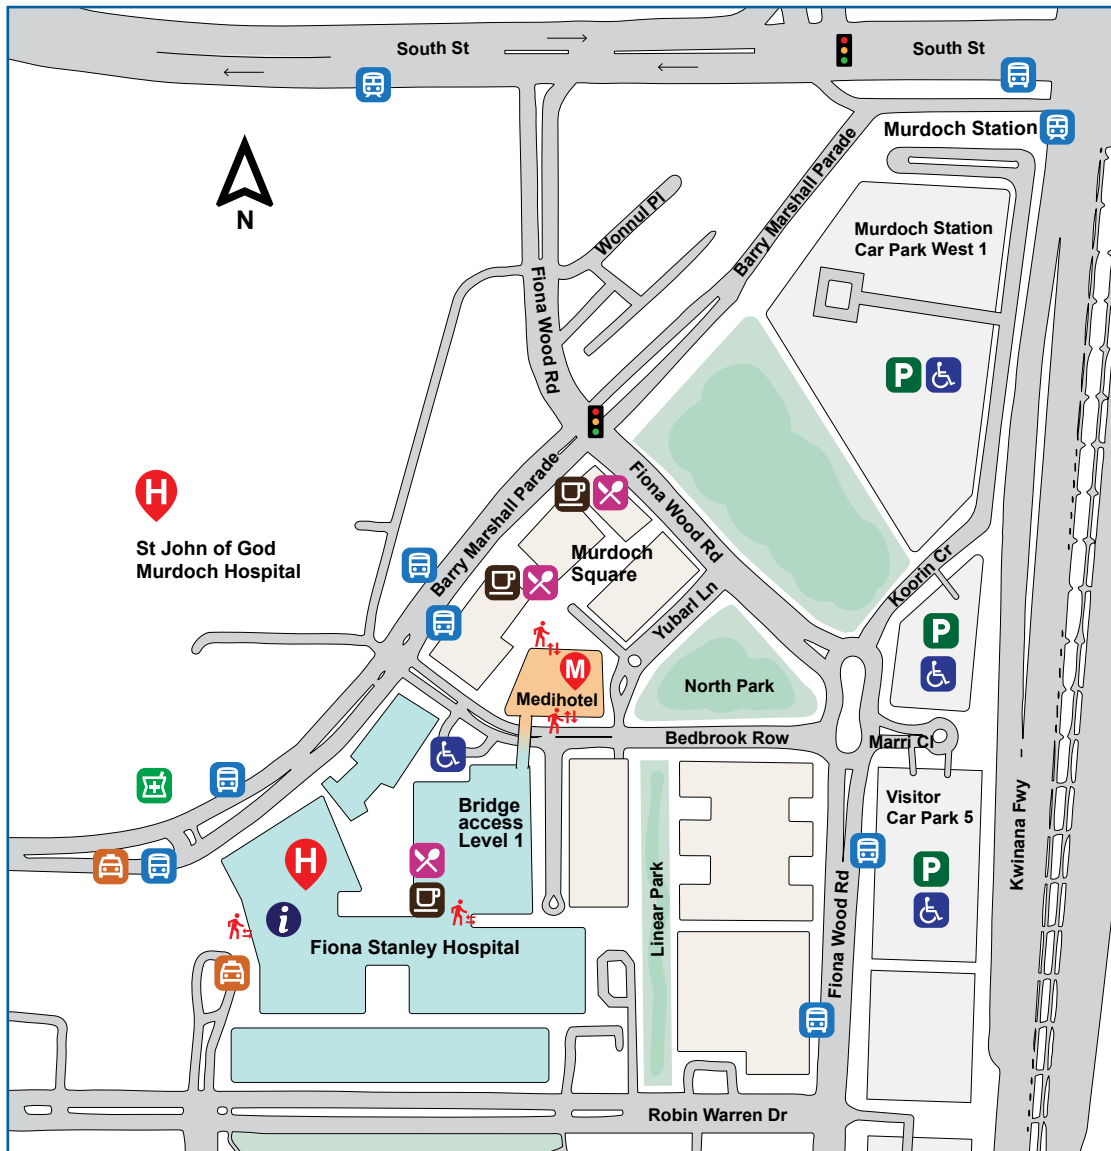 South St
South St
Murdoch Station
N
Wonnul Pl
Barry Marshall Parade
Murdoch Station
Car Park West 1
Fiona Wood Rd
P
H
St John of God
Murdoch Hospital
Barry Marshall Parade
Fiona Wood Rd
Murdoch
Square
Koorin Cr
Yubarl Ln
P
M
Medihotel
North Park
Bedbrook Row
Marri Cl
Kwinana Fwy
Bridge
access
Level 1
Visitor
Car Park 5
H
P
i
Fiona Stanley Hospital
Linear Park
Fiona Wood Rd
Robin Warren Dr